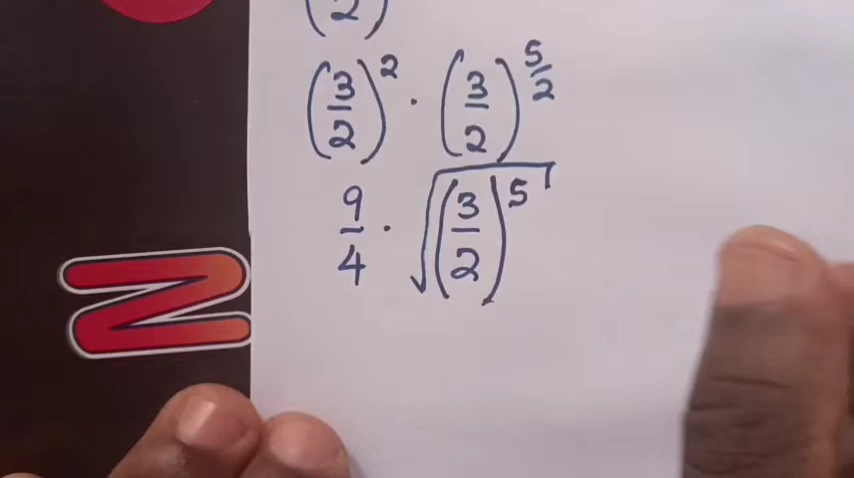 (3/2)^2 · (3/2)^(5/2)
9/4 · √((3/2)^5)
N